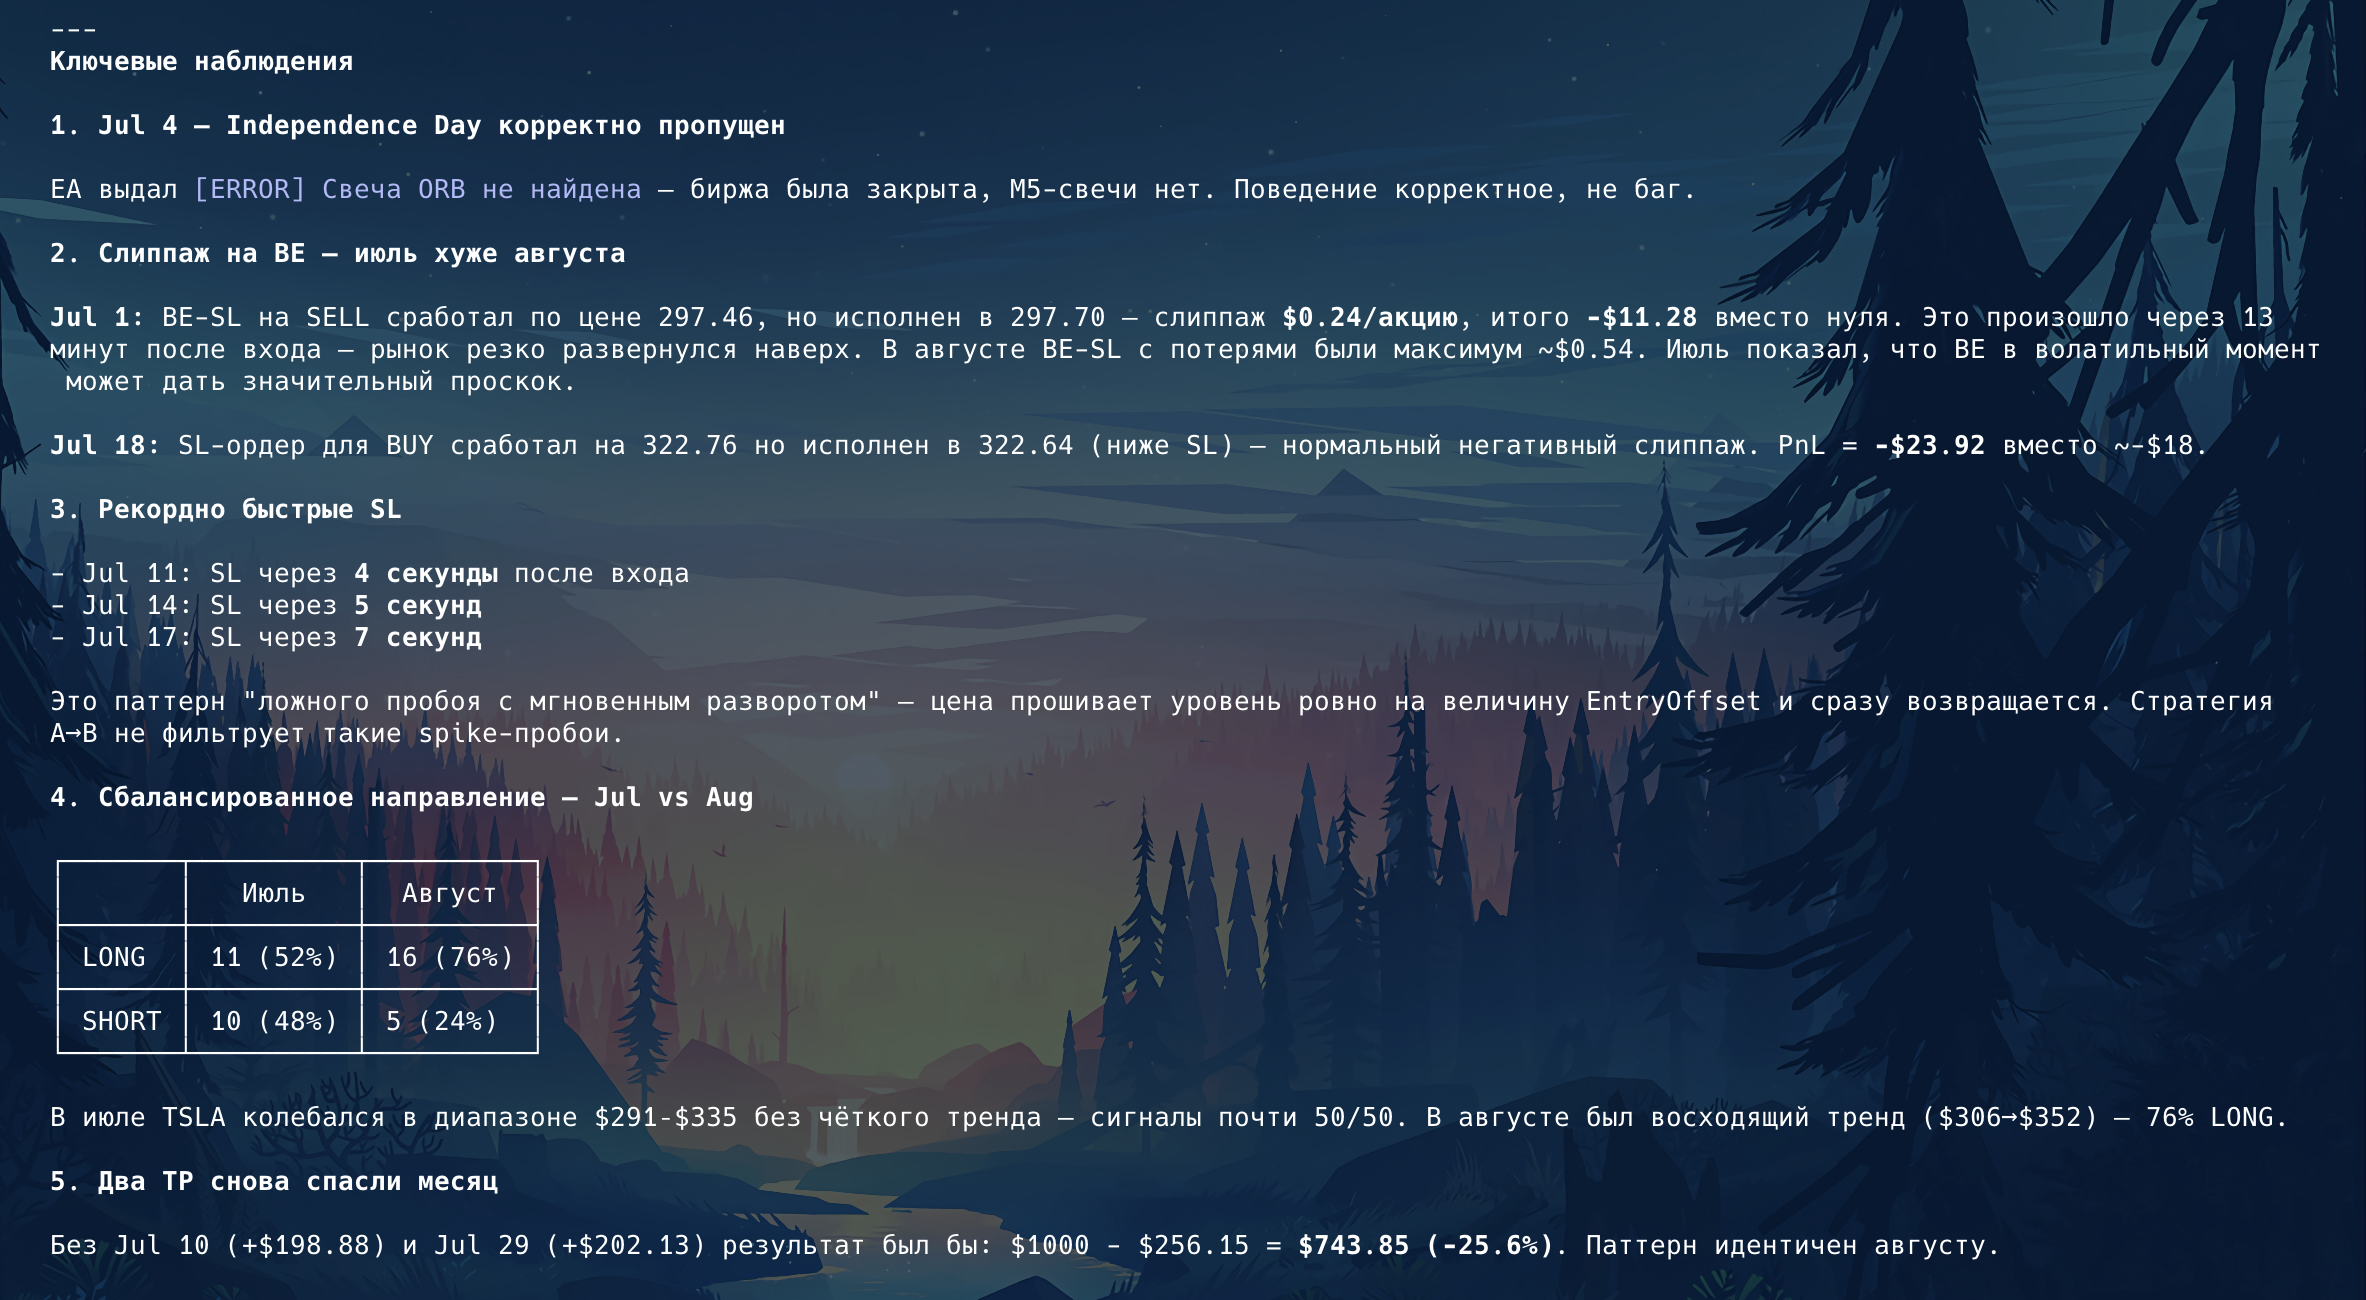 ---
Ключевые наблюдения
1. Jul 4 — Independence Day корректно пропущен
EA выдал [ERROR] Свеча ORB не найдена — биржа была закрыта, M5-свечи нет. Поведение корректное, не баг.
2. Слиппаж на BE — июль хуже августа
Jul 1: BE-SL на SELL сработал по цене 297.46, но исполнен в 297.70 — слиппаж $0.24/акцию, итого -$11.28 вместо нуля. Это произошло через 13
минут после входа — рынок резко развернулся наверх. В августе BE-SL с потерями были максимум ~$0.54. Июль показал, что BE в волатильный момент
может дать значительный проскок.
Jul 18: SL-ордер для BUY сработал на 322.76 но исполнен в 322.64 (ниже SL) — нормальный негативный слиппаж. PnL = -$23.92 вместо ~-$18.
3. Рекордно быстрые SL
- Jul 11: SL через 4 секунды после входа
- Jul 14: SL через 5 секунд
- Jul 17: SL через 7 секунд
Это паттерн "ложного пробоя с мгновенным разворотом" — цена прошивает уровень ровно на величину EntryOffset и сразу возвращается. Стратегия
A→B не фильтрует такие spike-пробои.
4. Сбалансированное направление — Jul vs Aug
Июль Август
LONG 11 (52%) 16 (76%)
SHORT 10 (48%) 5 (24%)
В июле TSLA колебался в диапазоне $291-$335 без чёткого тренда — сигналы почти 50/50. В августе был восходящий тренд ($306→$352) — 76% LONG.
5. Два TP снова спасли месяц
Без Jul 10 (+$198.88) и Jul 29 (+$202.13) результат был бы: $1000 - $256.15 = $743.85 (-25.6%). Паттерн идентичен августу.